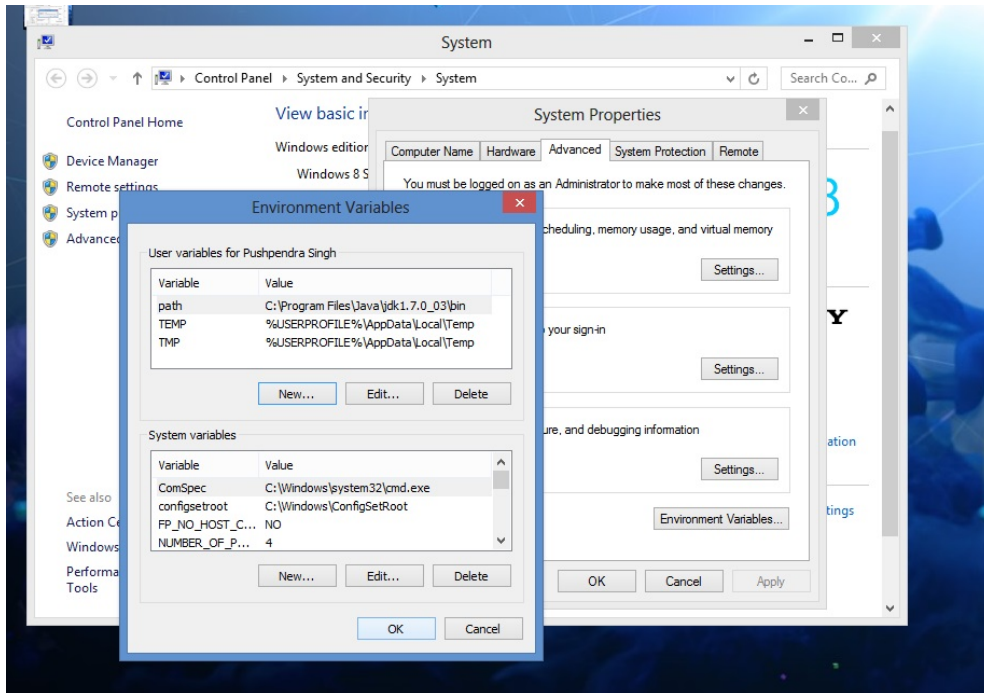 System
Control Panel System and Security System
Search Co...
Control Panel Home
Device Manager
Remote settings
System p
Advanced
See also
Action Ce
Windows
Performa
Tools
View basic in
Windows edition
Windows 8 S
8
Y
ation
tings
System Properties
Computer Name Hardware Advanced System Protection Remote
You must be logged on as an Administrator to make most of these changes.
cheduling, memory usage, and virtual memory
Settings...
your sign-in
Settings...
ure, and debugging information
Settings...
Environment Variables...
OK Cancel Apply
Environment Variables
User variables for Pushpendra Singh
Variable Value
path C:\Program Files\Java\jdk1.7.0_03\bin
TEMP %USERPROFILE%\AppData\Local\Temp
TMP %USERPROFILE%\AppData\Local\Temp
New... Edit... Delete
System variables
Variable Value
ComSpec C:\Windows\system32\cmd.exe
configsetroot C:\Windows\ConfigSetRoot
FP_NO_HOST_C... NO
NUMBER_OF_P... 4
New... Edit... Delete
OK Cancel